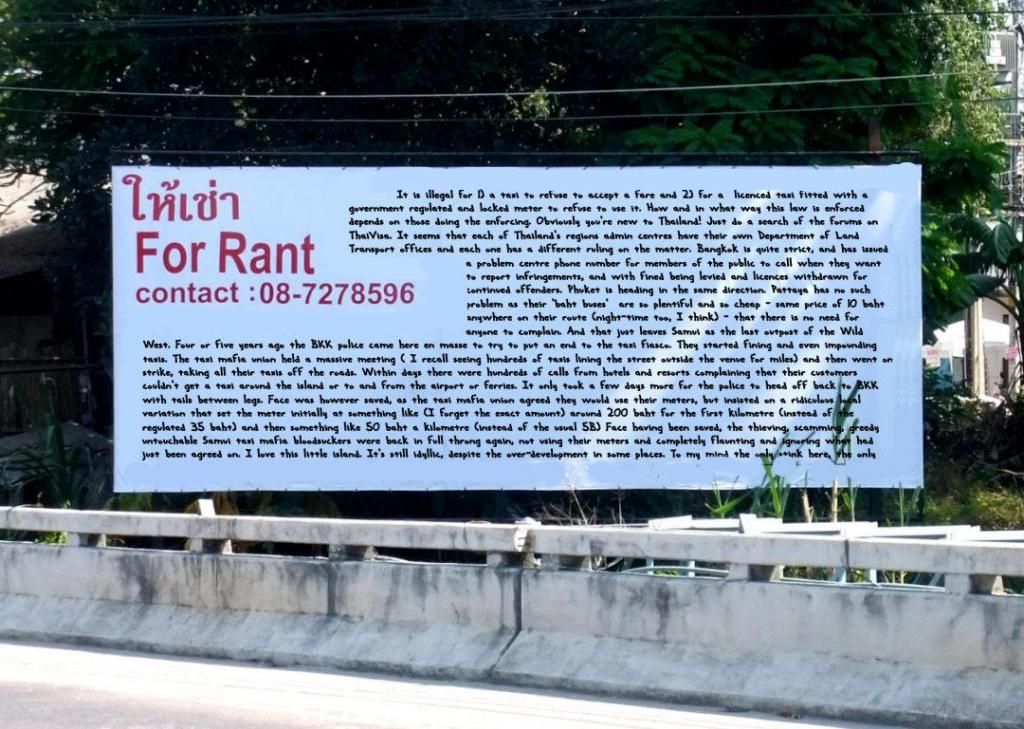 ให้เช่า
For Rant
contact : 08-7278596
It is illegal for 1) a taxi to refuse to accept a fare and 2) for a licenced taxi fitted with a
government regulated and locked meter to refuse to use it. How and in what way this law is enforced
depends on those doing the enforcing. Obviously you're new to Thailand! Just do a search of the forums on
ThaiVisa. It seems that each of Thailand's regions admin centres have their own Department of Land
Transport offices and each one has a different ruling on the matter. Bangkok is quite strict, and has issued
a problem centre phone number for members of the public to call when they want
to report infringements, and with fined being levied and licences withdrawn for
continued offenders. Phuket is heading in the same direction. Pattaya has no such
problem as their 'baht buses' are so plentiful and so cheap - same price of 10 baht
anywhere on their route (night-time too, I think) - that there is no need for
anyone to complain. And that just leaves Samui as the last outpost of the Wild
West. Four or five years ago the BKK police came here en masse to try to put an end to the taxi fiasco. They started fining and even impounding
taxis. The taxi mafia union held a massive meeting ( I recall seeing hundreds of taxis lining the street outside the venue for miles) and then went on
strike, taking all their taxis off the roads. Within days there were hundreds of calls from hotels and resorts complaining that their customers
couldn't get a taxi around the island or to and from the airport or ferries. It only took a few days more for the police to head off back to BKK
with tails between legs. Face was however saved, as the taxi mafia union agreed they would use their meters, but insisted on a ridiculous local
variation that set the meter initially at something like (I forget the exact amount) around 200 baht for the first kilometre (instead of the
regulated 35 baht) and then something like 50 baht a kilometre (instead of the usual 5B) Face having been saved, the thieving, scamming, greedy
untouchable Samui taxi mafia bloodsuckers were back in full throng again, not using their meters and completely flaunting and ignoring what had
just been agreed on. I love this little island. It's still idyllic, despite the over-development in some places. To my mind the only stink here, the only